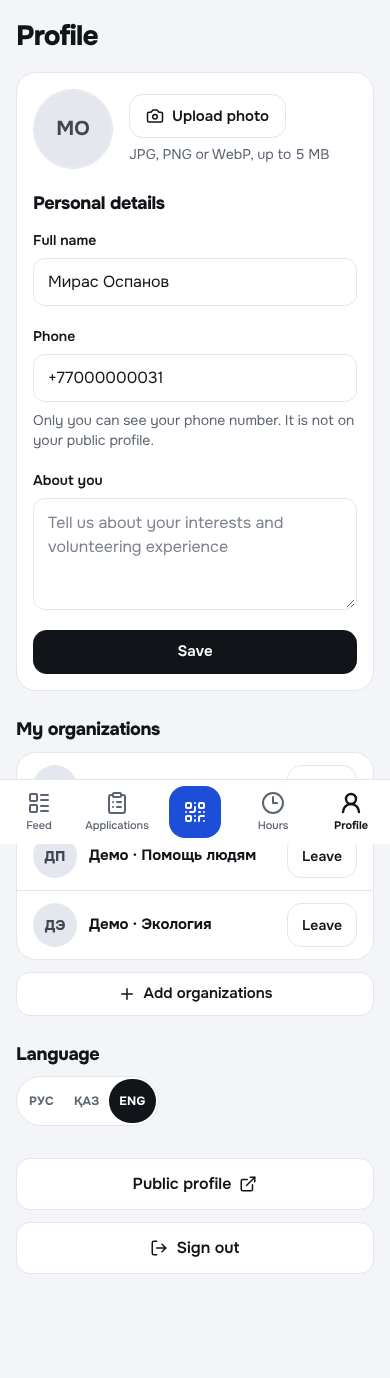 Profile
МО
Upload photo
JPG, PNG or WebP, up to 5 MB
Personal details
Full name
Мирас Оспанов
Phone
+77000000031
Only you can see your phone number. It is not on
your public profile.
About you
Tell us about your interests and
volunteering experience
Save
My organizations
Feed
Applications
Hours
Profile
ДП
Демо · Помощь людям
Leave
ДЭ
Демо · Экология
Leave
Add organizations
Language
РУС
ҚАЗ
ENG
Public profile
Sign out